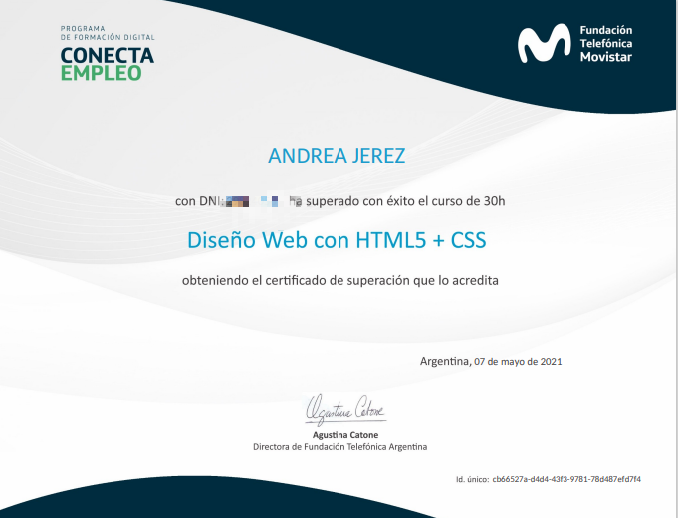 PROGRAMA
DE FORMACIÓN DIGITAL
CONECTA
EMPLEO
Fundación
Telefónica
Movistar
ANDREA JEREZ
con DNI ha superado con éxito el curso de 30h
Diseño Web con HTML5 + CSS
obteniendo el certificado de superación que lo acredita
Argentina, 07 de mayo de 2021
Agustina Catone
Agustina Catone
Directora de Fundación Telefónica Argentina
Id. único: cb66527a-d4d4-43f3-9781-78d487efd7f4